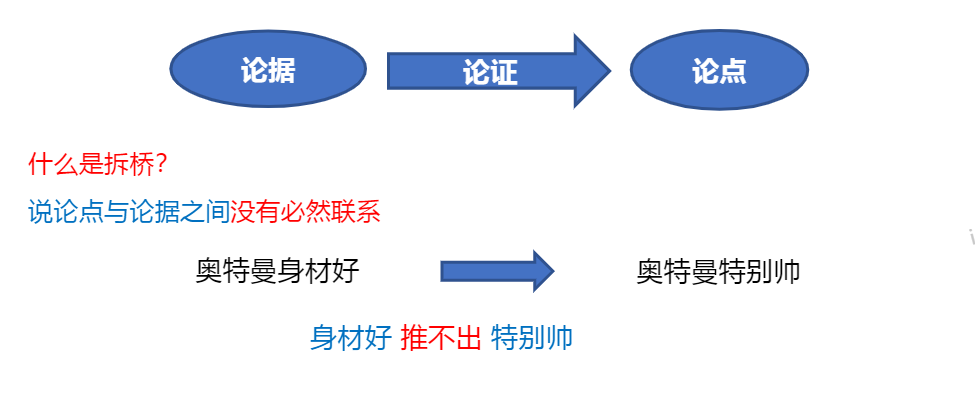 论据 论证 论点
什么是拆桥?
说论点与论据之间没有必然联系
奥特曼身材好 奥特曼特别帅
身材好 推不出 特别帅